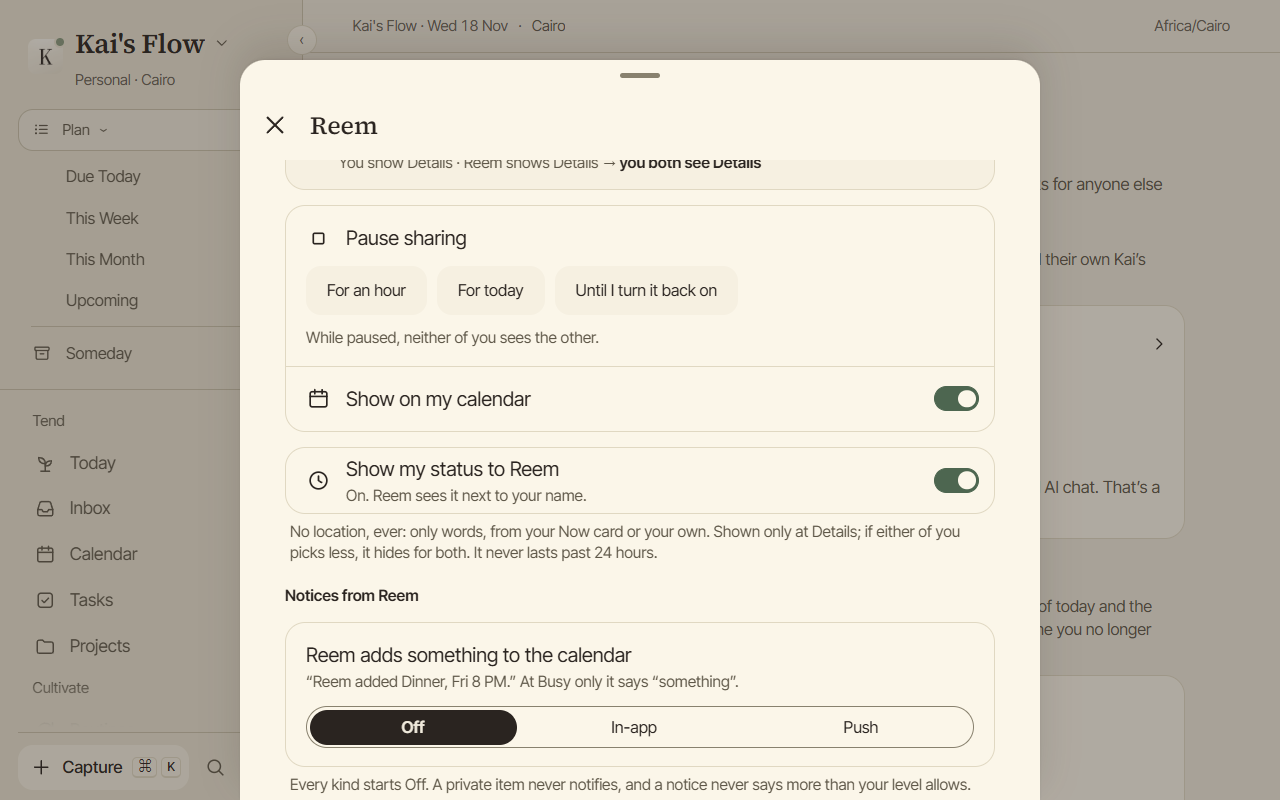 K
Kai's Flow
Personal · Cairo
Plan
Due Today
This Week
This Month
Upcoming
Someday
Tend
Today
Inbox
Calendar
Tasks
Projects
Cultivate
Capture ⌘ K
Kai's Flow · Wed 18 Nov · Cairo
Africa/Cairo
Reem
You show Details · Reem shows Details → you both see Details
Pause sharing
For an hour
For today
Until I turn it back on
While paused, neither of you sees the other.
Show on my calendar
Show my status to Reem
On. Reem sees it next to your name.
No location, ever: only words, from your Now card or your own. Shown only at Details; if either of you
picks less, it hides for both. It never lasts past 24 hours.
Notices from Reem
Reem adds something to the calendar
“Reem added Dinner, Fri 8 PM.” At Busy only it says “something”.
Off
In-app
Push
Every kind starts Off. A private item never notifies, and a notice never says more than your level allows.
for anyone else
their own Kai’s
AI chat. That’s a
of today and the
you no longer